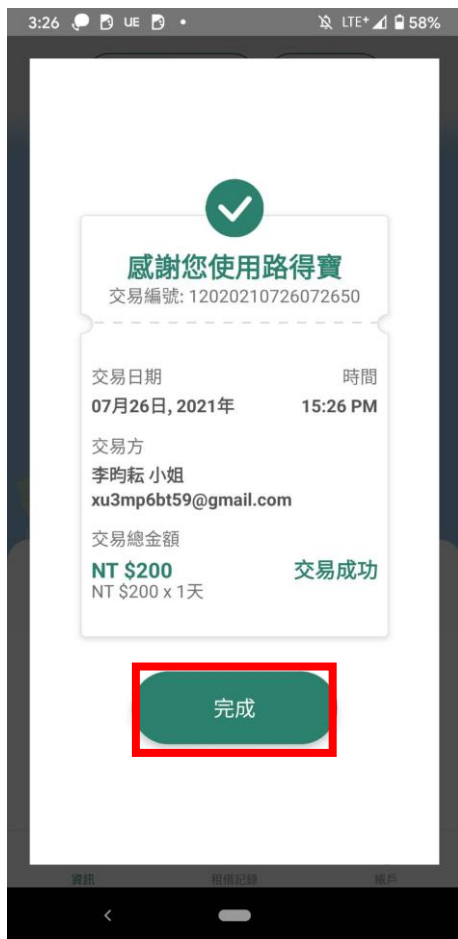 3:26 UE LTE+ 58%
感謝您使用路得寶
交易編號: 12020210726072650
交易日期 時間
07月26日, 2021年 15:26 PM
交易方
李昀耘 小姐
xu3mp6bt59@gmail.com
交易總金額
NT $200 交易成功
NT $200 x 1天
完成
資訊 租借記錄 帳戶